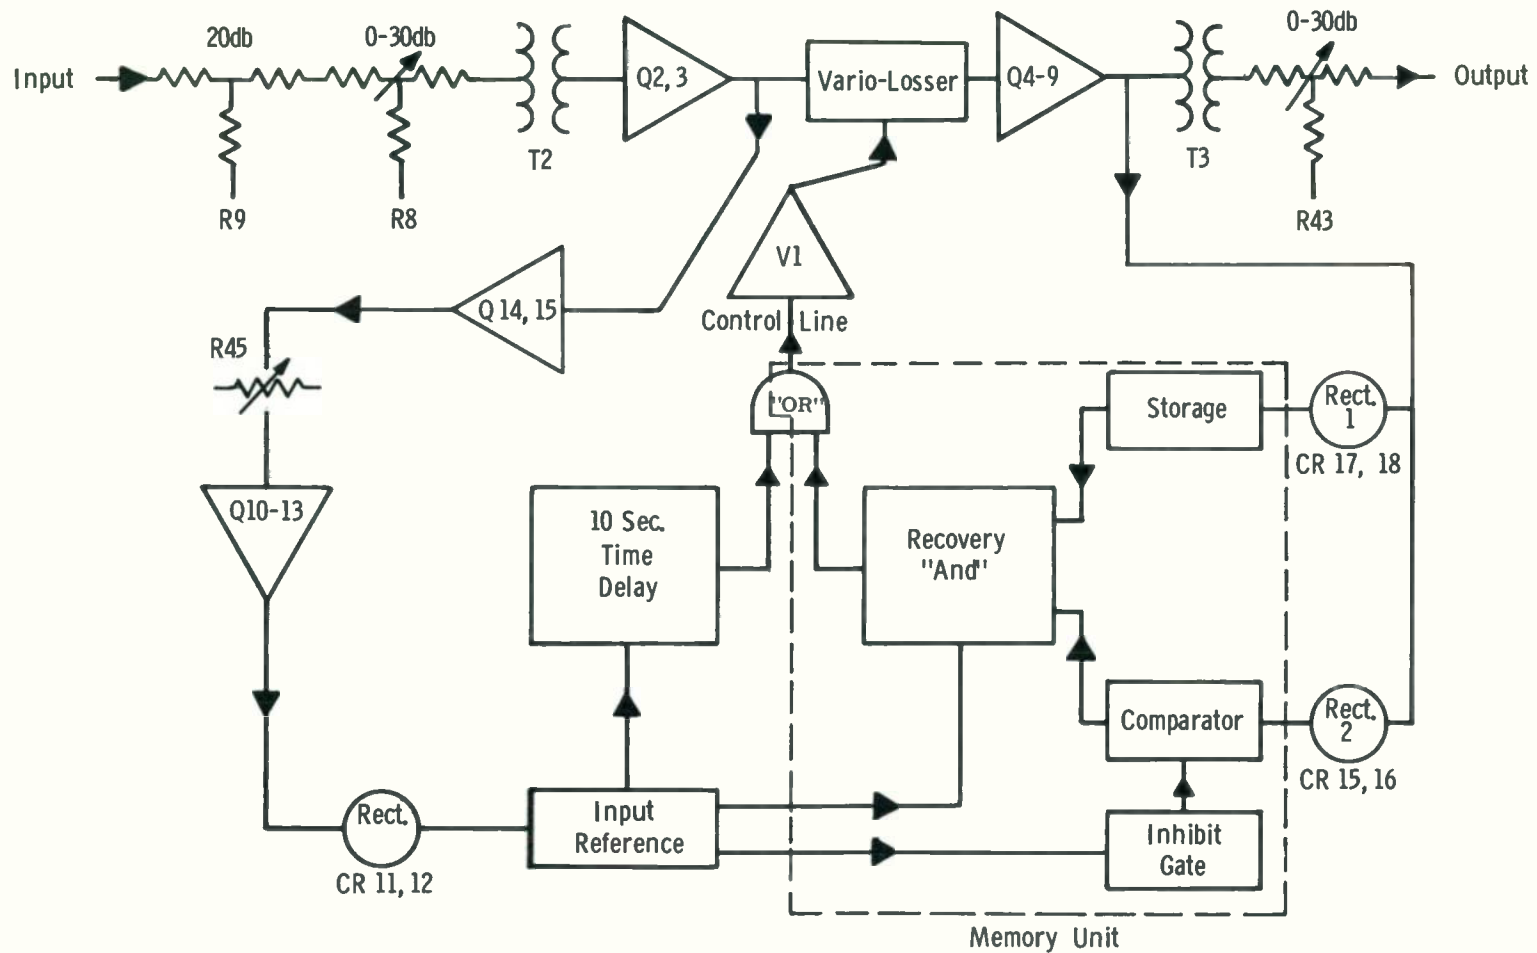 20db
0-30db
0-30db
Input
Q2, 3
Vario-Losser
Q4-9
Output
T2
T3
R9
R8
R43
V1
Q 14, 15
Control Line
R45
"OR"
Storage
Rect.
1
CR 17, 18
Q10-13
10 Sec.
Time
Delay
Recovery
"And"
Comparator
Rect.
2
CR 15, 16
Rect.
CR 11, 12
Input
Reference
Inhibit
Gate
Memory Unit